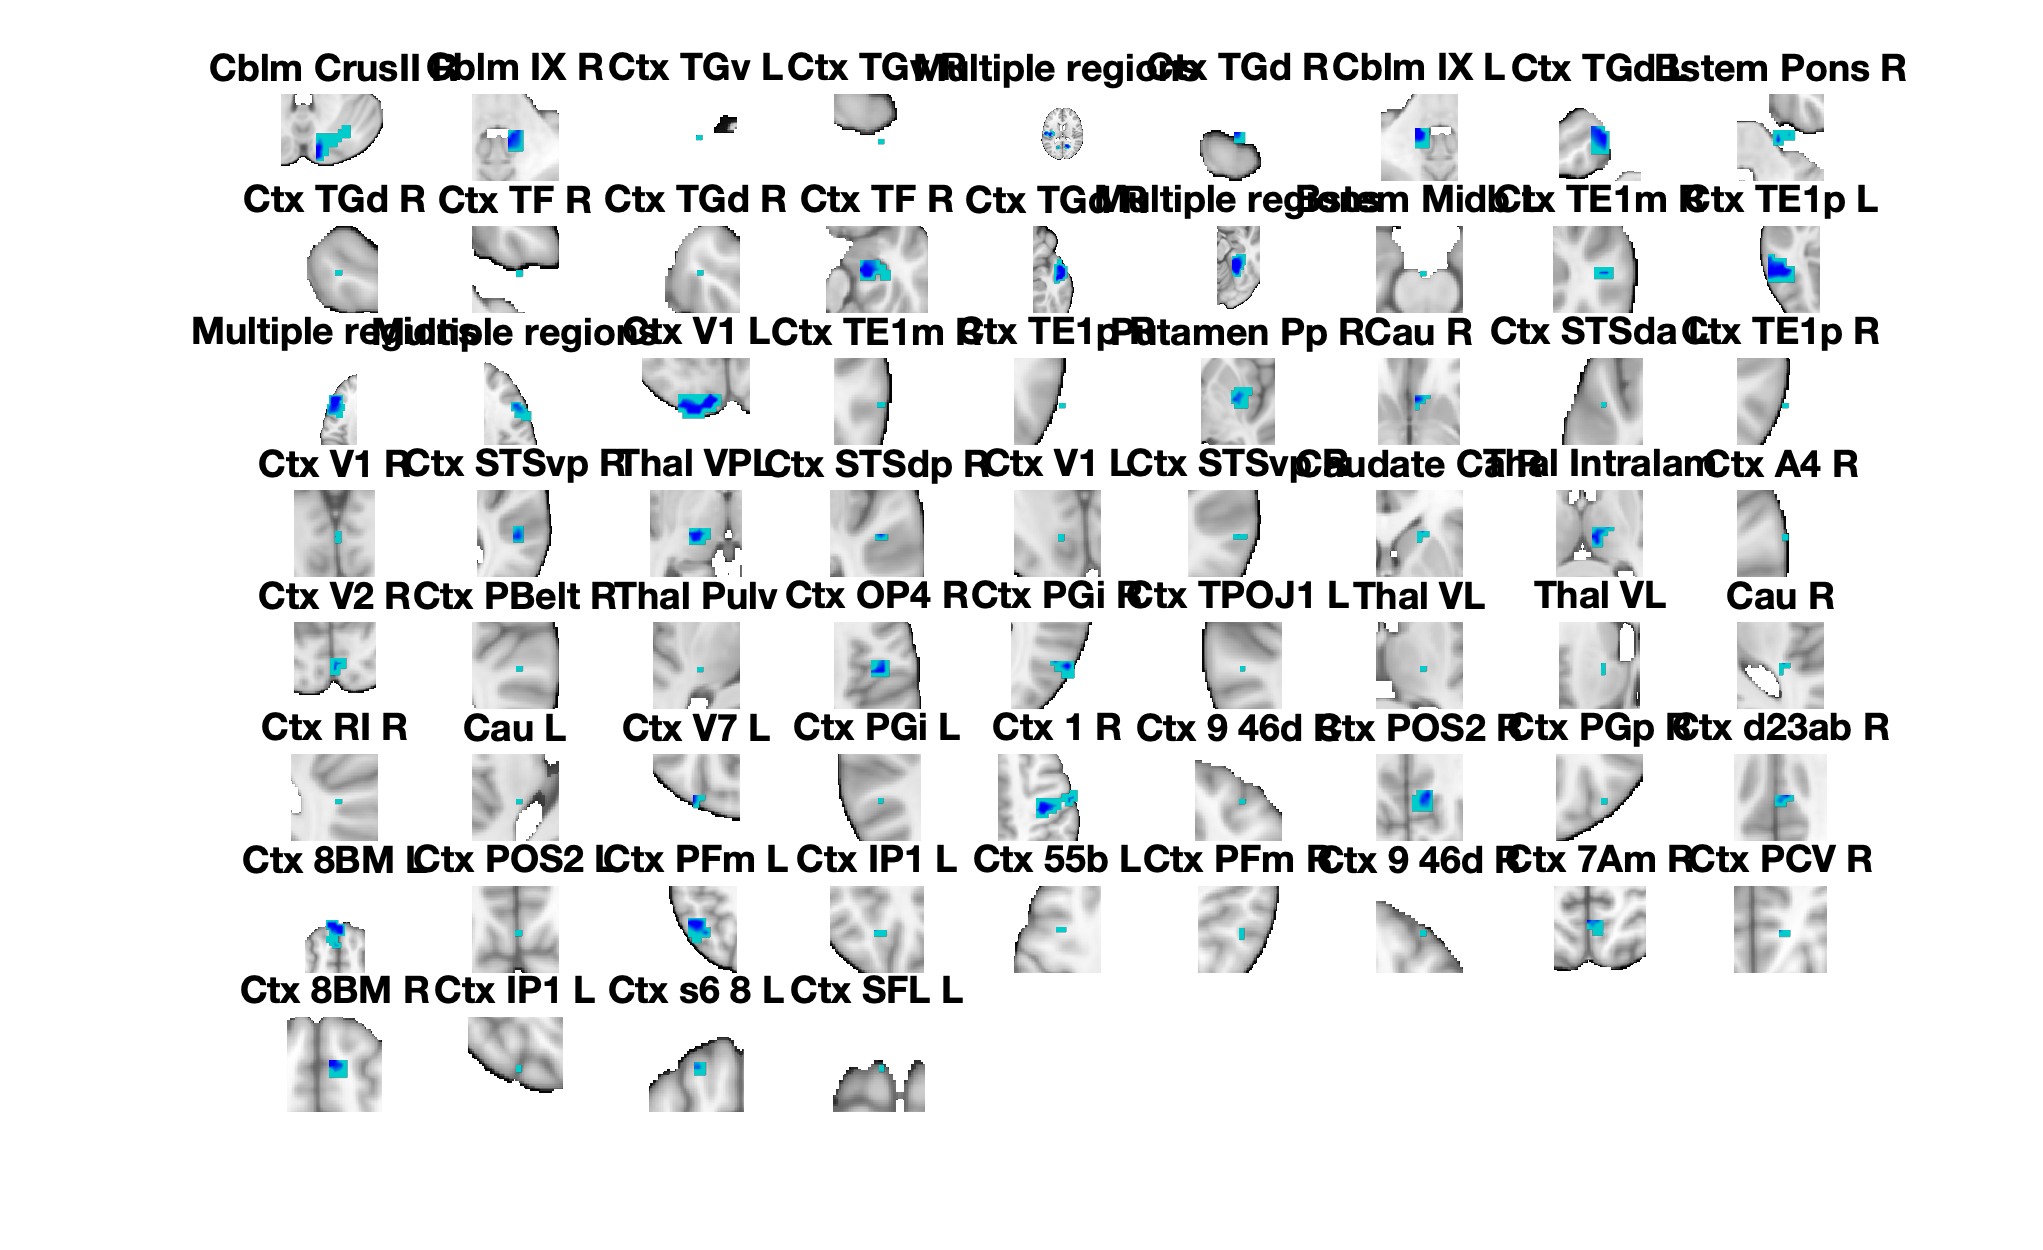 Cblm CrusII R Cblm IX R Ctx TGv L Ctx TGv R Multiple regions Ctx TGd R Cblm IX L Ctx TGd L Bstem Pons R
Ctx TGd R Ctx TF R Ctx TGd R Ctx TF R Ctx TGd R Multiple regions Bstem Midb L Ctx TE1m R Ctx TE1p L
Multiple regions Multiple regions Ctx V1 L Ctx TE1m R Ctx TE1p R Putamen Pp R Cau R Ctx STSda L Ctx TE1p R
Ctx V1 R Ctx STSvp R Thal VPL Ctx STSdp R Ctx V1 L Ctx STSvp R Caudate Ca R Thal Intralam Ctx A4 R
Ctx V2 R Ctx PBelt R Thal Pulv Ctx OP4 R Ctx PGi R Ctx TPOJ1 L Thal VL Thal VL Cau R
Ctx RI R Cau L Ctx V7 L Ctx PGi L Ctx 1 R Ctx 9 46d R Ctx POS2 R Ctx PGp R Ctx d23ab R
Ctx 8BM L Ctx POS2 L Ctx PFm L Ctx IP1 L Ctx 55b L Ctx PFm R Ctx 9 46d R Ctx 7Am R Ctx PCV R
Ctx 8BM R Ctx IP1 L Ctx s6 8 L Ctx SFL L